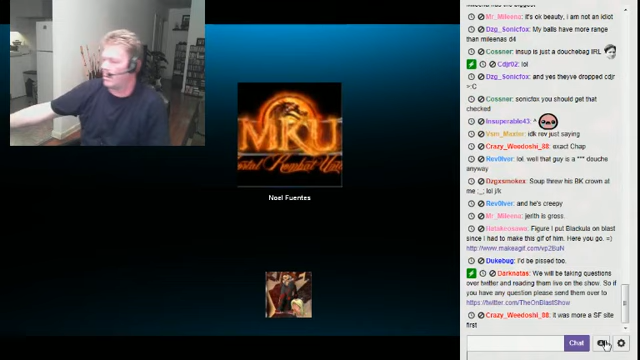 MKU
Noel Fuentes
Mr_Mileena: it's ok beauty, i am not an idiot
Dzg_Sonicfox: My balls have more range
than mileenas d4
Cossner: insup is just a douchebag IRL
Cdjr02: lol
Dzg_Sonicfox: and yes theyve dropped cdjr
>;C
Cossner: sonicfox you should get that
checked
Insuperable43: ^
idk rev just saying
Crazy_Weedoshi_08: exact Chap
Rev0lver: lol, well that guy is a *** douche
anyway
Dzgxsmokex: Soup threw his BK crown at
me ;_; lol j/k
Rev0lver: and he's creepy
Mr_Mileena: jerith is gross.
Hatakrosawa: Figure I put Blackula on blast
since I had to make this gif of him. Here you go. =)
http://www.makeagif.com/vp2BuN
Dukebug: I'd be pissed too.
Darknatas: We will be taking questions
over twitter and reading them live on the show. So if
you have any question please send them over to
https://twitter.com/TheOnBlastShow
Crazy_Weedoshi_08: It was more a SF site
first
Chat